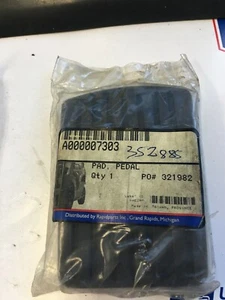 A000007303
352885
PAD, PEDAL
Qty 1 PO# 321982
Distributed by Rapidparts Inc., Grand Rapids, Michigan